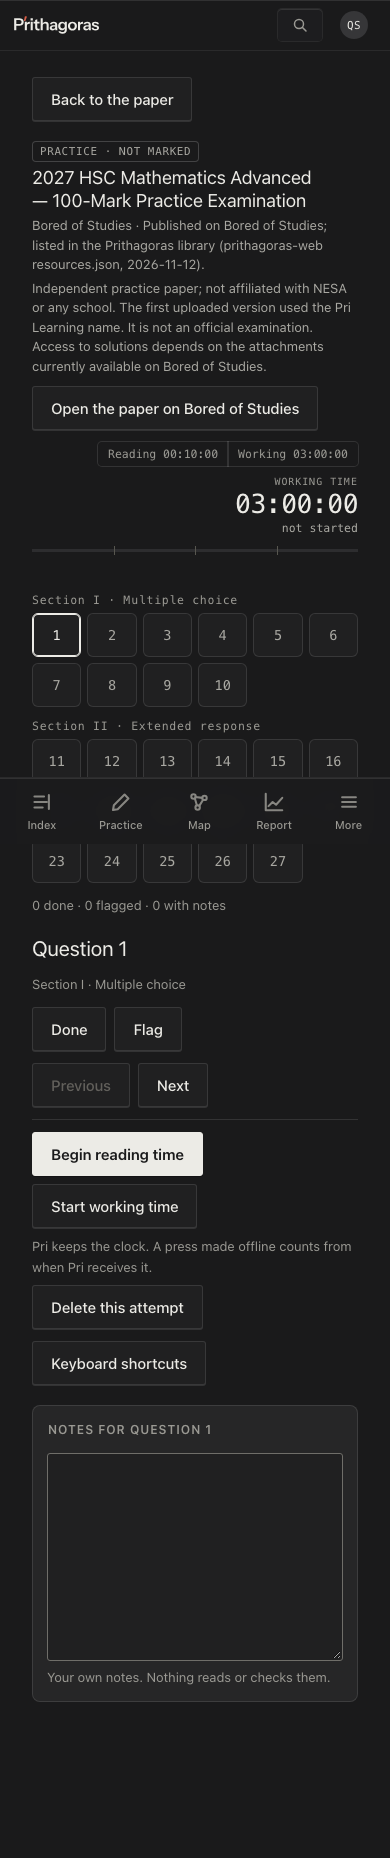 Prithagoras
QS
Back to the paper
PRACTICE · NOT MARKED
2027 HSC Mathematics Advanced
— 100-Mark Practice Examination
Bored of Studies · Published on Bored of Studies;
listed in the Prithagoras library (prithagoras-web
resources.json, 2026-11-12).
Independent practice paper; not affiliated with NESA
or any school. The first uploaded version used the Pri
Learning name. It is not an official examination.
Access to solutions depends on the attachments
currently available on Bored of Studies.
Open the paper on Bored of Studies
Reading 00:10:00 Working 03:00:00
WORKING TIME
03:00:00
not started
Section I · Multiple choice
1 2 3 4 5 6
7 8 9 10
Section II · Extended response
11 12 13 14 15 16
Index Practice Map Report More
23 24 25 26 27
0 done · 0 flagged · 0 with notes
Question 1
Section I · Multiple choice
Done Flag
Previous Next
Begin reading time
Start working time
Pri keeps the clock. A press made offline counts from
when Pri receives it.
Delete this attempt
Keyboard shortcuts
NOTES FOR QUESTION 1
Your own notes. Nothing reads or checks them.